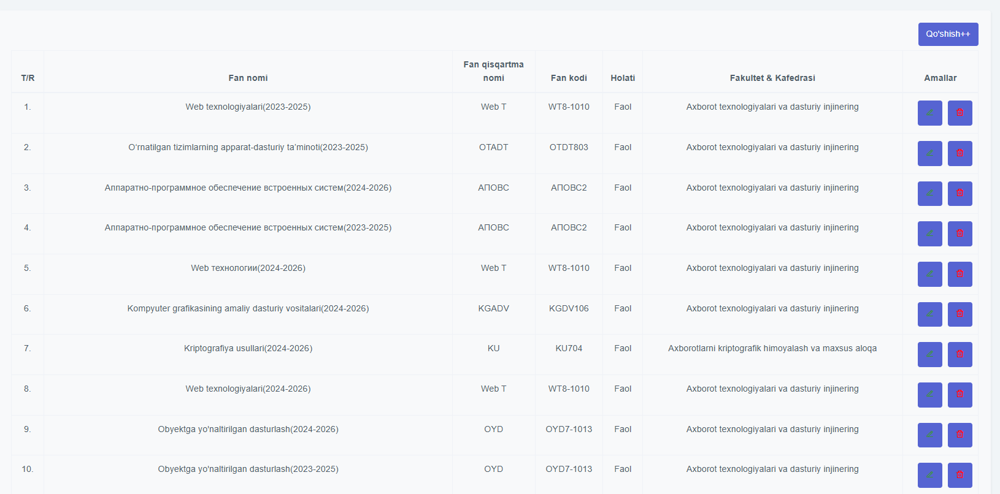 Qo'shish++
T/R Fan nomi Fan qisqartma nomi Fan kodi Holati Fakultet & Kafedrasi Amallar
1. Web texnologiyalari(2023-2025) Web T WT8-1010 Faol Axborot texnologiyalari va dasturiy injinering
2. O‘rnatilgan tizimlarning apparat-dasturiy ta’minoti(2023-2025) OTADT OTDT803 Faol Axborot texnologiyalari va dasturiy injinering
3. Аппаратно-программное обеспечение встроенных систем(2024-2026) АПОВС АПОВС2 Faol Axborot texnologiyalari va dasturiy injinering
4. Аппаратно-программное обеспечение встроенных систем(2023-2025) АПОВС АПОВС2 Faol Axborot texnologiyalari va dasturiy injinering
5. Web технологии(2024-2026) Web T WT8-1010 Faol Axborot texnologiyalari va dasturiy injinering
6. Kompyuter grafikasining amaliy dasturiy vositalari(2024-2026) KGADV KGDV106 Faol Axborot texnologiyalari va dasturiy injinering
7. Kriptografiya usullari(2024-2026) KU KU704 Faol Axborotlarni kriptografik himoyalash va maxsus aloqa
8. Web texnologiyalari(2024-2026) Web T WT8-1010 Faol Axborot texnologiyalari va dasturiy injinering
9. Obyektga yo'naltirilgan dasturlash(2024-2026) OYD OYD7-1013 Faol Axborot texnologiyalari va dasturiy injinering
10. Obyektga yo'naltirilgan dasturlash(2023-2025) OYD OYD7-1013 Faol Axborot texnologiyalari va dasturiy injinering